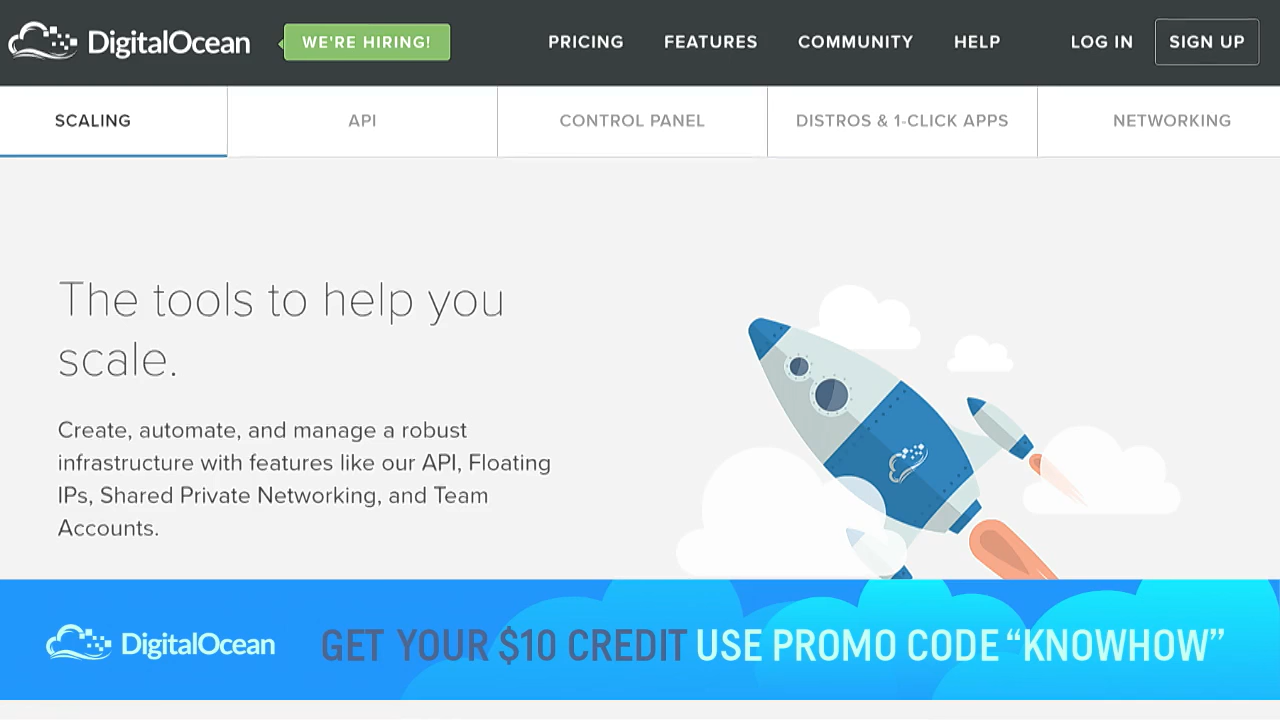 DigitalOcean WE'RE HIRING! PRICING FEATURES COMMUNITY HELP LOG IN SIGN UP
SCALING API CONTROL PANEL DISTROS & 1-CLICK APPS NETWORKING
The tools to help you
scale.
Create, automate, and manage a robust
infrastructure with features like our API, Floating
IPs, Shared Private Networking, and Team
Accounts.
DigitalOcean GET YOUR $10 CREDIT USE PROMO CODE “KNOWHOW”